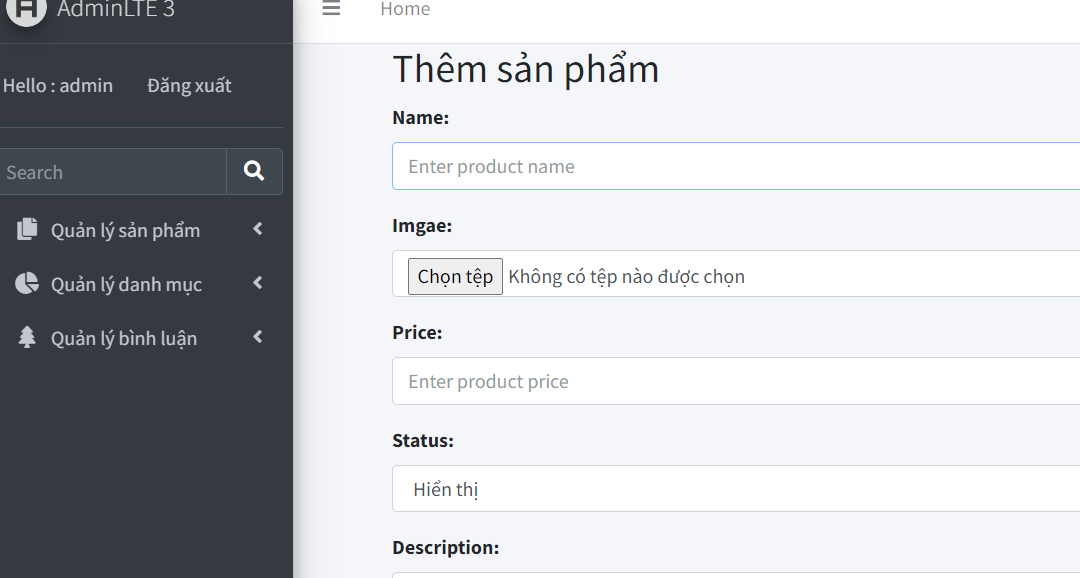 AdminLTE 3
Home
Hello : admin
Đăng xuất
Search
Quản lý sản phẩm
Quản lý danh mục
Quản lý bình luận
Thêm sản phẩm
Name:
Enter product name
Imgae:
Chọn tệp Không có tệp nào được chọn
Price:
Enter product price
Status:
Hiển thị
Description: